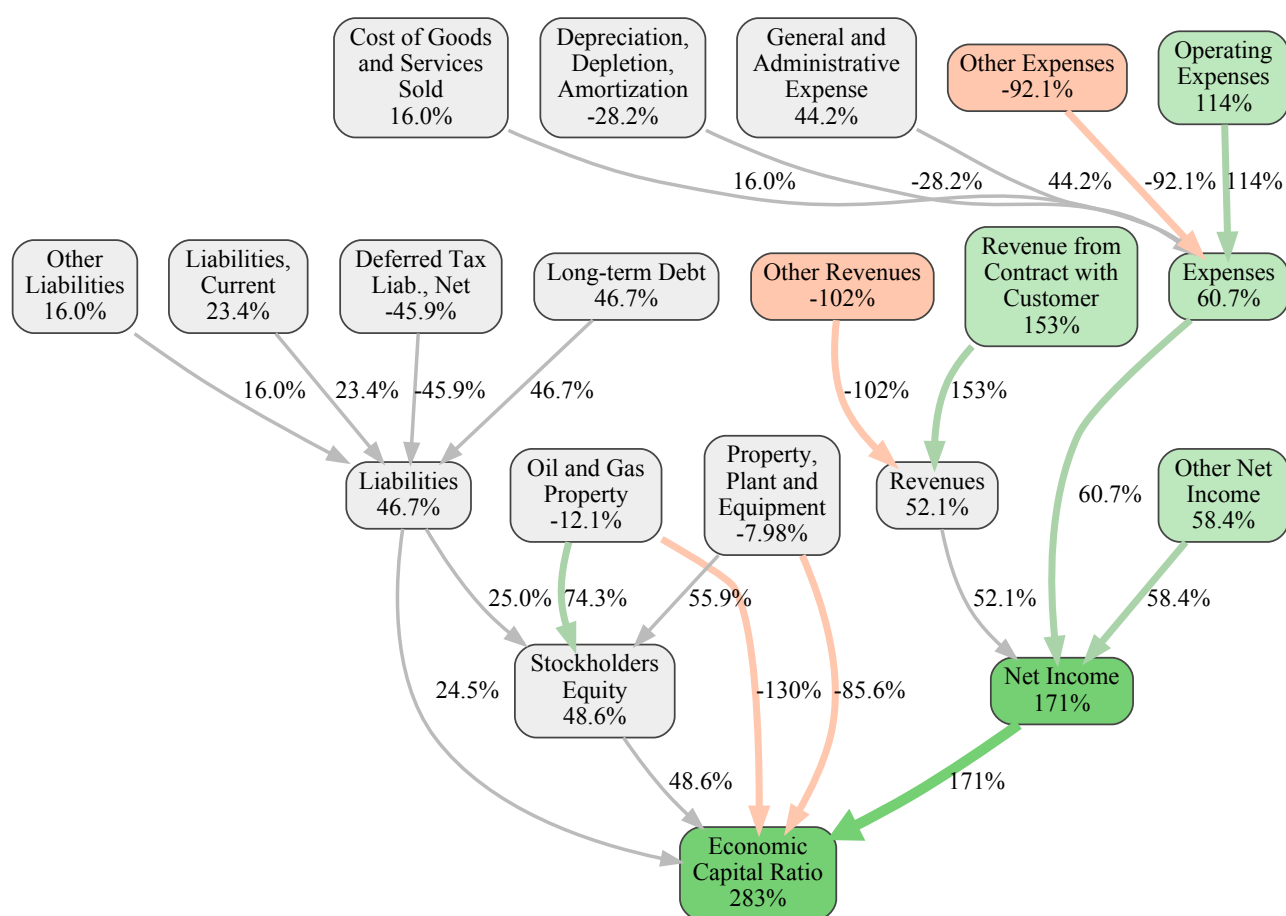 Cost of Goods
and Services
Sold
16.0%
Depreciation,
Depletion,
Amortization
-28.2%
General and
Administrative
Expense
44.2%
Other Expenses
-92.1%
Operating
Expenses
114%
16.0%
-28.2%
44.2%
-92.1%
114%
Other
Liabilities
16.0%
Liabilities,
Current
23.4%
Deferred Tax
Liab., Net
-45.9%
Long-term Debt
46.7%
Other Revenues
-102%
Revenue from
Contract with
Customer
153%
Expenses
60.7%
16.0%
23.4%
-45.9%
46.7%
-102%
153%
60.7%
Liabilities
46.7%
Oil and Gas
Property
-12.1%
Property,
Plant and
Equipment
-7.98%
Revenues
52.1%
Other Net
Income
58.4%
25.0%
74.3%
55.9%
52.1%
58.4%
24.5%
Stockholders
Equity
48.6%
-130%
-85.6%
Net Income
171%
48.6%
171%
Economic
Capital Ratio
283%